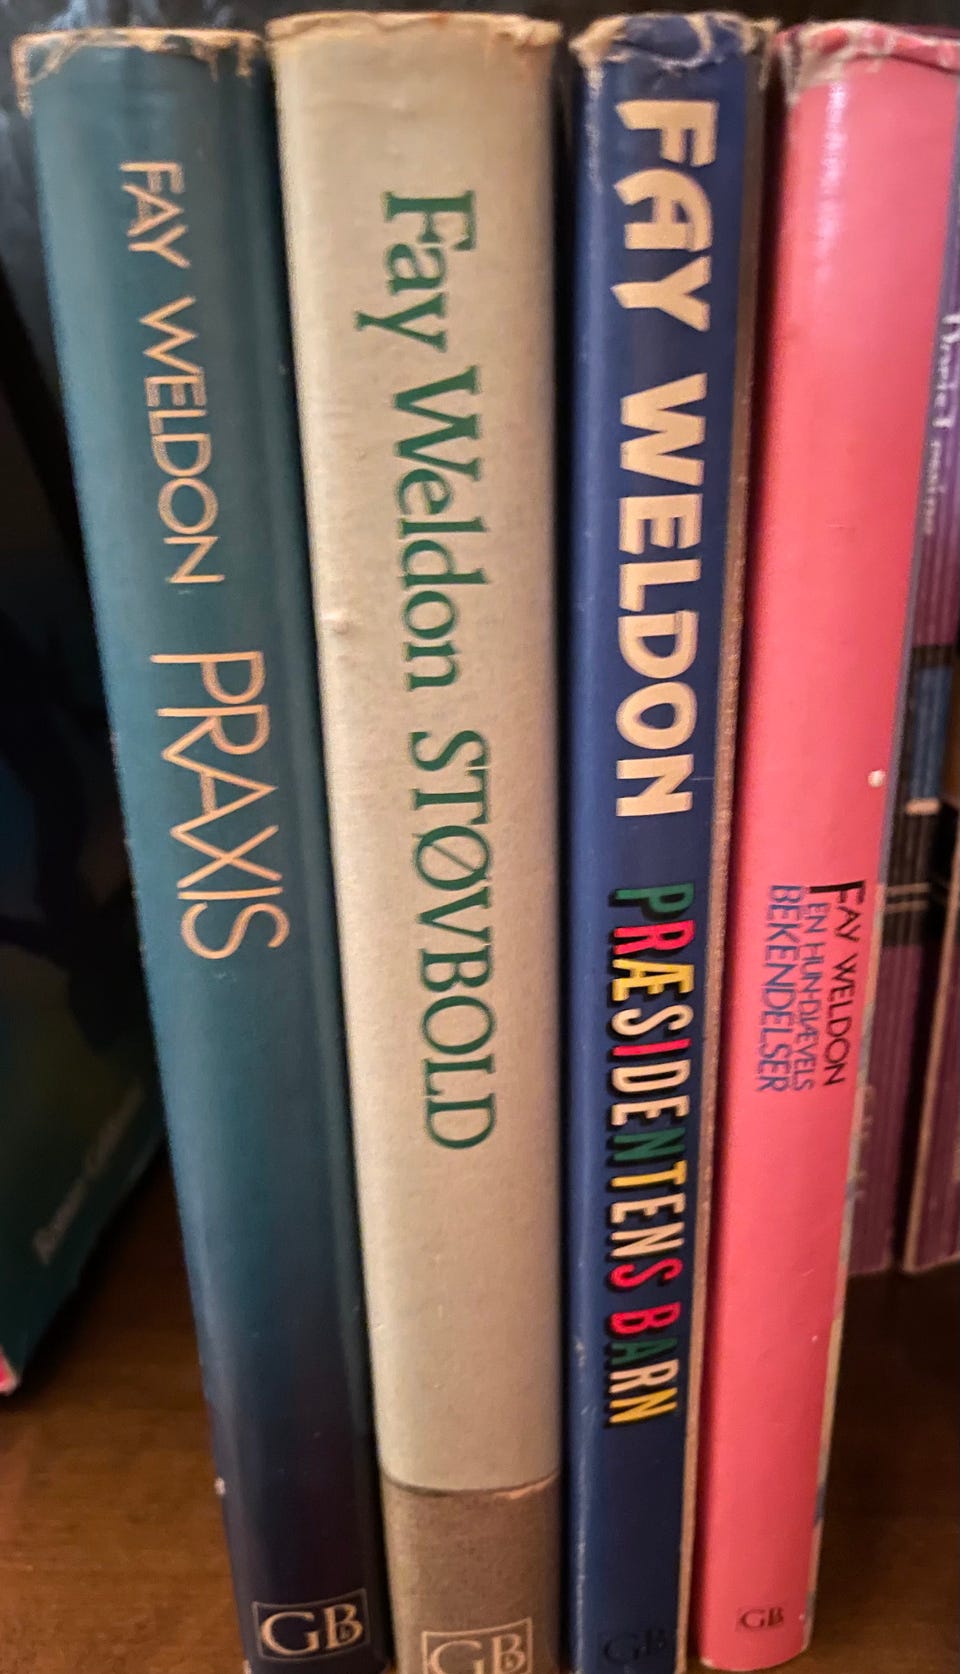 FAY WELDON PRAXIS
GB
Fay Weldon STØVBOLD
GB
FAY WELDON PRÆSIDENTENS BARN
GB
FAY WELDON
EN HUN-DJÆVELS
BEKENDELSER
GB